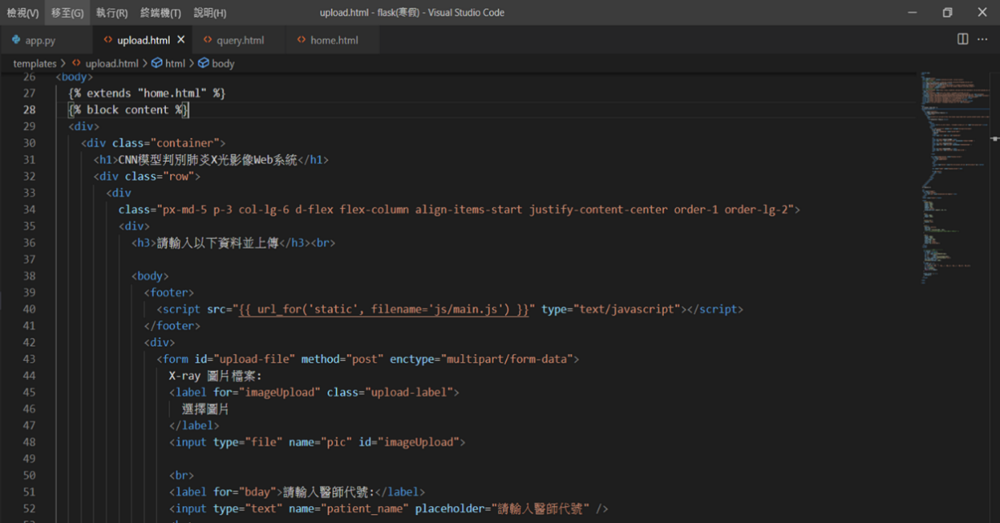 檢視(V) 移至(G) 執行(R) 終端機(T) 說明(H) upload.html - flask(寒假) - Visual Studio Code
app.py upload.html query.html home.html
templates > upload.html > html > body
26 <body>
27 {% extends "home.html" %}
28 {% block content %}
29 <div>
30 <div class="container">
31 <h1>CNN模型判別肺炎X光影像Web系統</h1>
32 <div class="row">
33 <div
34 class="px-md-5 p-3 col-lg-6 d-flex flex-column align-items-start justify-content-center order-1 order-lg-2">
35 <div>
36 <h3>請輸入以下資料並上傳</h3><br>
37
38 <body>
39 <footer>
40 <script src="{{ url_for('static', filename='js/main.js') }}" type="text/javascript"></script>
41 </footer>
42 <div>
43 <form id="upload-file" method="post" enctype="multipart/form-data">
44 X-ray 圖片檔案:
45 <label for="imageUpload" class="upload-label">
46 選擇圖片
47 </label>
48 <input type="file" name="pic" id="imageUpload">
49
50 <br>
51 <label for="bday">請輸入醫師代號:</label>
52 <input type="text" name="patient_name" placeholder="請輸入醫師代號" />